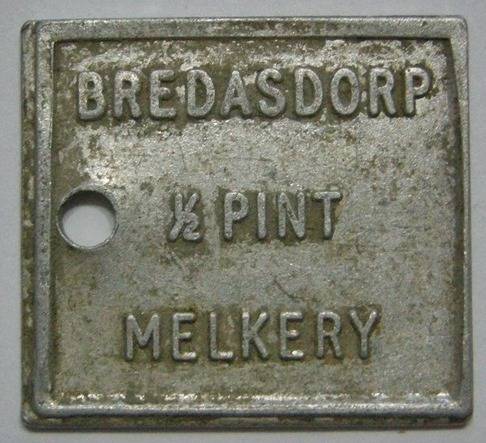 BREDASDORP
½ PINT
MELKERY